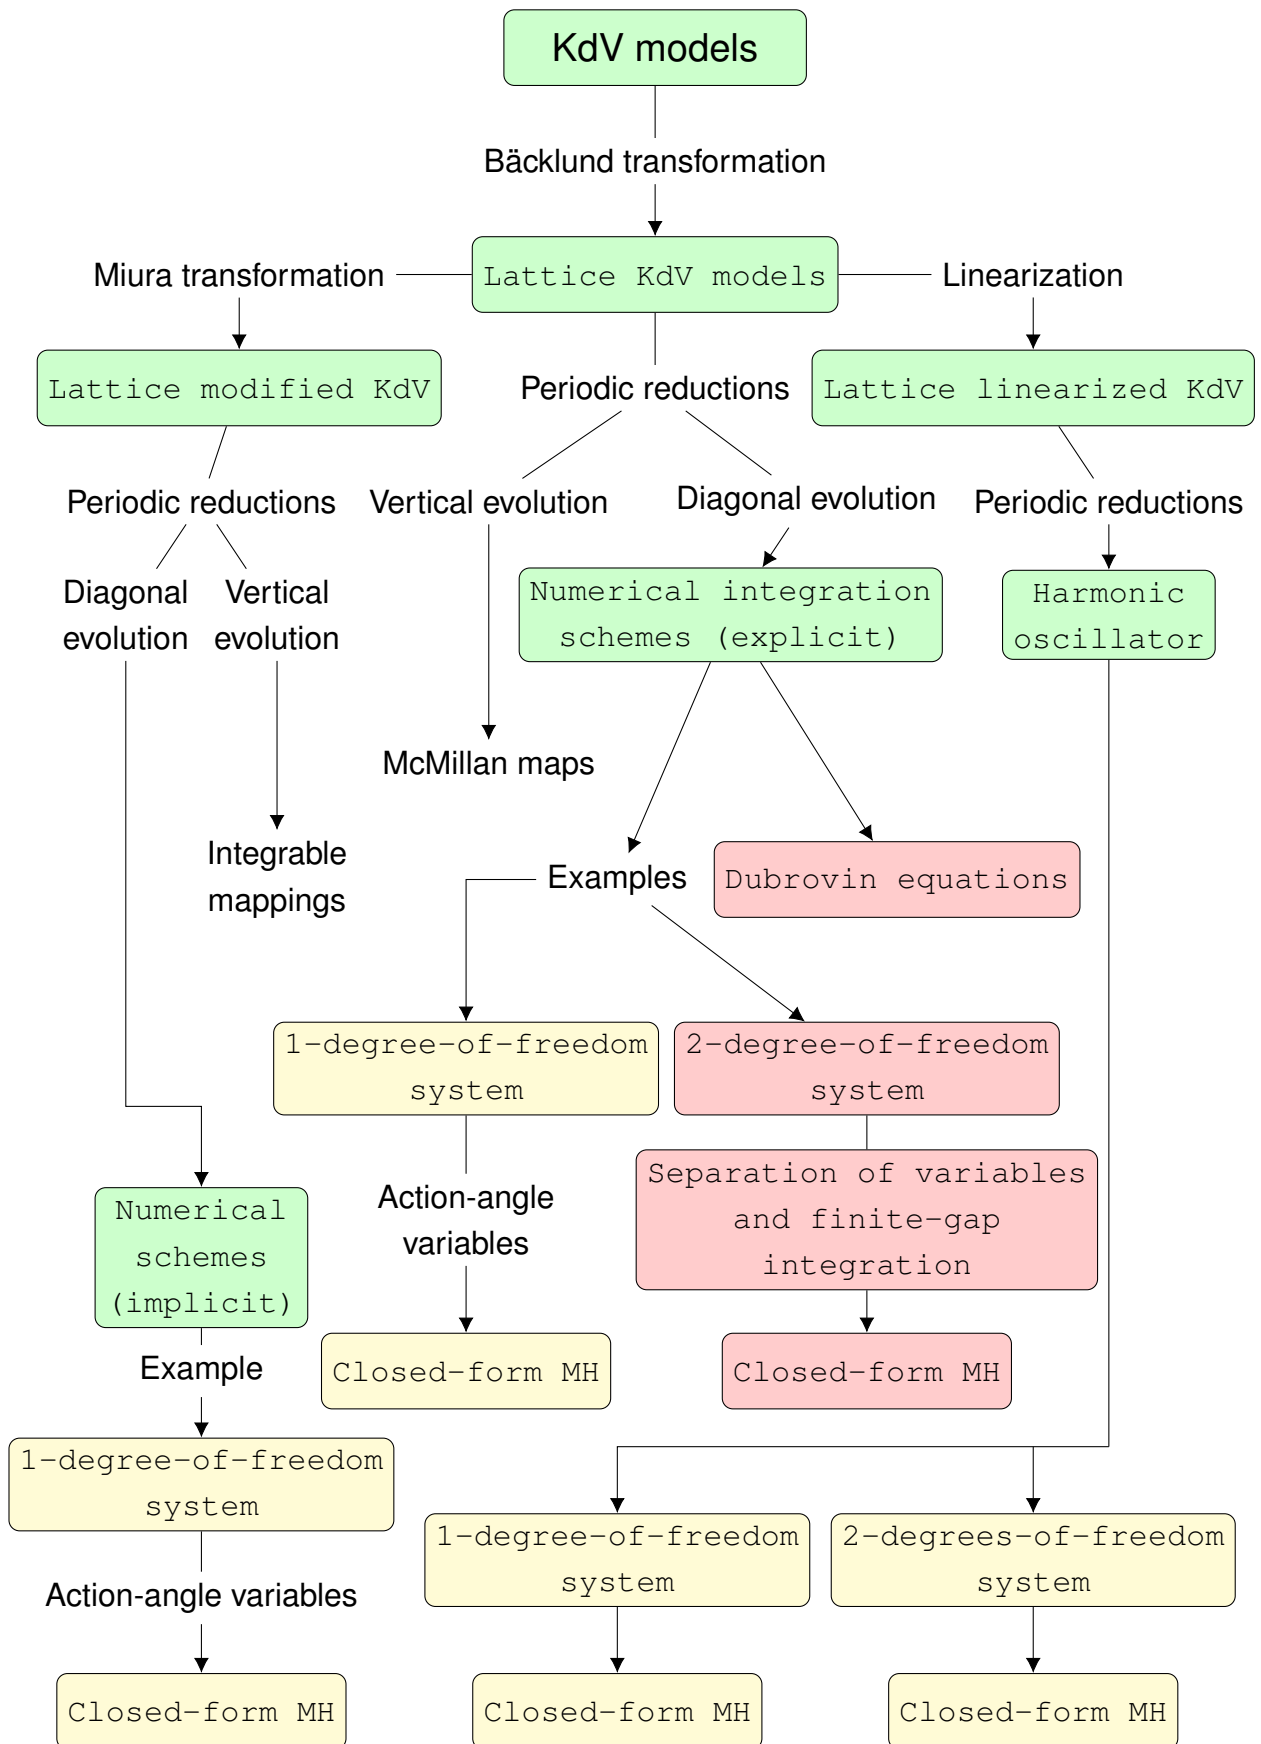 KdV models
Bäcklund transformation
Miura transformation
Lattice KdV models
Linearization
Lattice modified KdV
Periodic reductions
Lattice linearized KdV
Periodic reductions
Vertical evolution
Diagonal evolution
Periodic reductions
Diagonal
evolution
Vertical
evolution
Numerical integration
schemes (explicit)
Harmonic
oscillator
McMillan maps
Integrable
mappings
Examples
Dubrovin equations
1-degree-of-freedom
system
2-degree-of-freedom
system
Separation of variables
and finite-gap
integration
Action-angle
variables
Numerical
schemes
(implicit)
Closed-form MH
Closed-form MH
Example
1-degree-of-freedom
system
1-degree-of-freedom
system
2-degrees-of-freedom
system
Action-angle variables
Closed-form MH
Closed-form MH
Closed-form MH